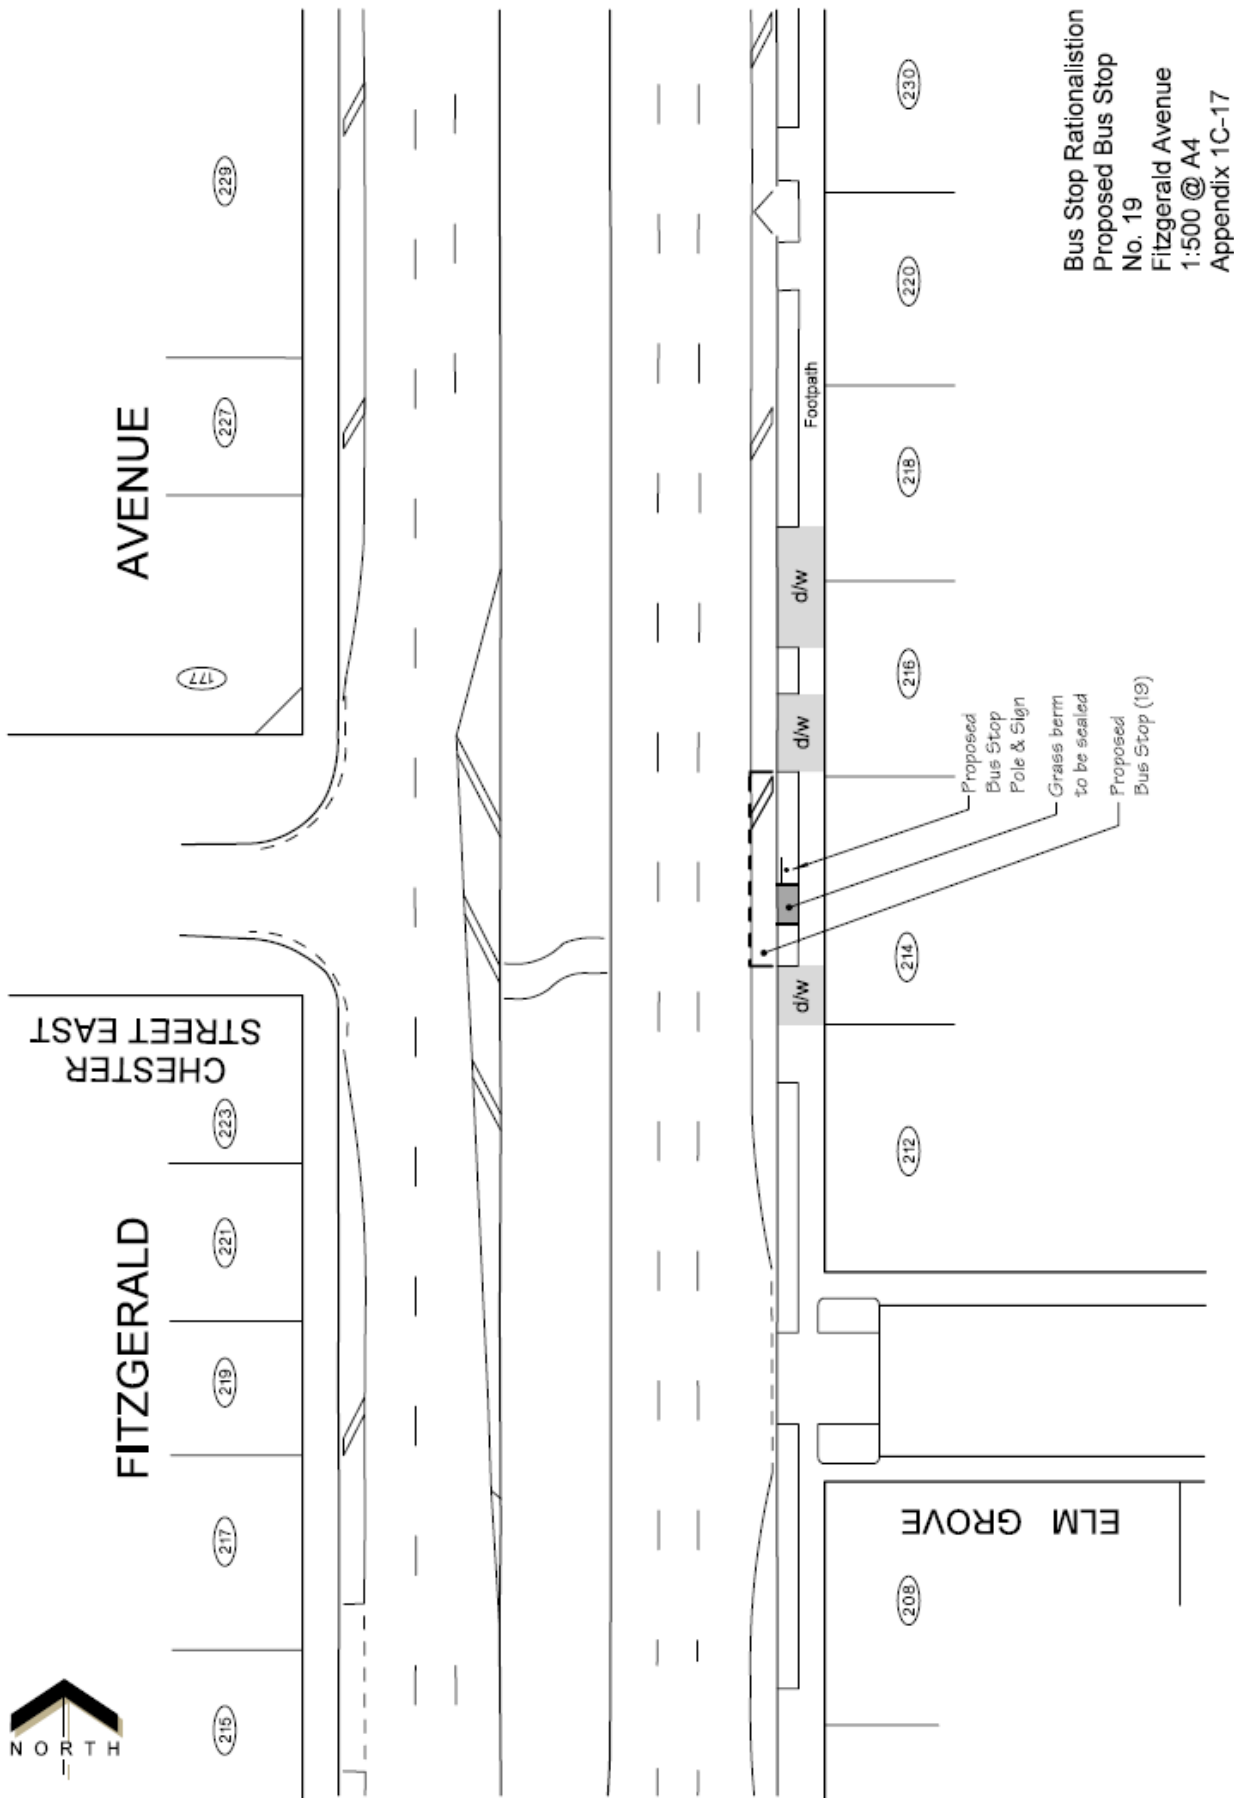 AVENUE
FITZGERALD
CHESTER
STREET EAST
229
227
177
223
221
219
217
215
NORTH
230
220
218
216
214
212
208
Footpath
d/w
d/w
d/w
Proposed
Bus Stop
Pole & Sign
Grass berm
to be sealed
Proposed
Bus Stop (19)
ELM GROVE
Bus Stop Rationalistion
Proposed Bus Stop
No. 19
Fitzgerald Avenue
1:500 @ A4
Appendix 1C-17